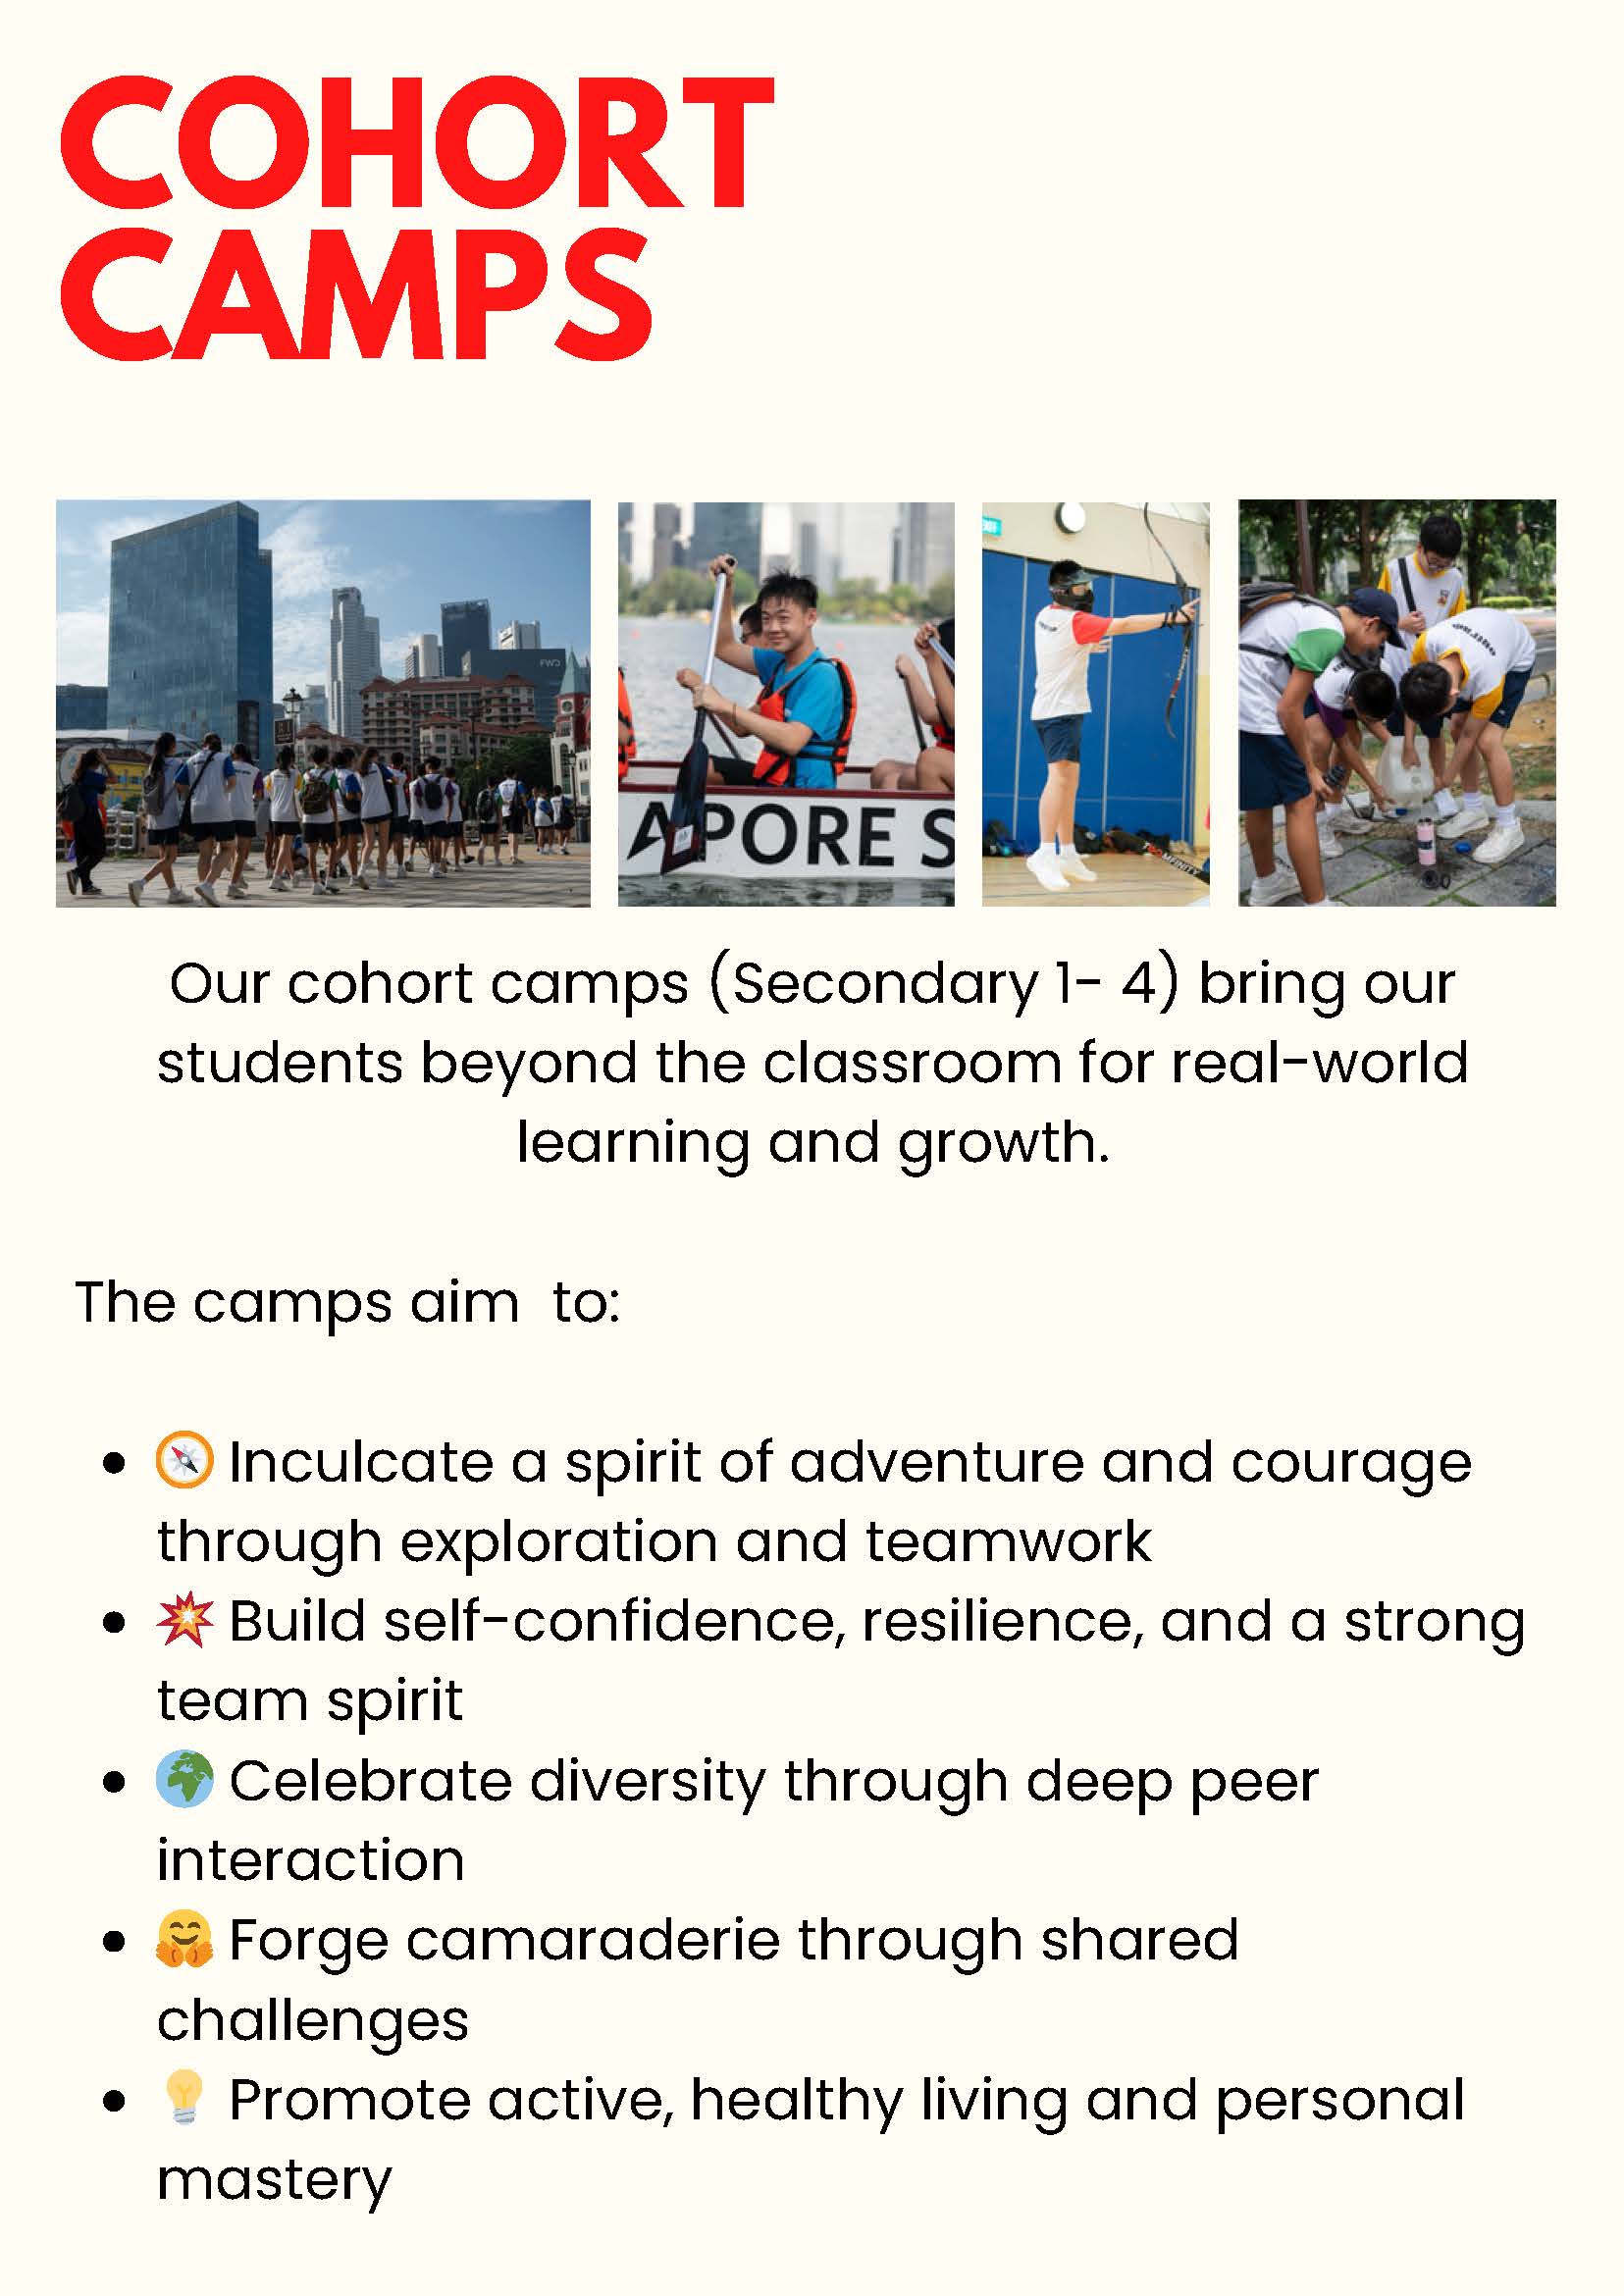 COHORT
CAMPS
FWD
EXIT
APORE S
Our cohort camps (Secondary 1- 4) bring our
students beyond the classroom for real-world
learning and growth.
The camps aim  to:
• 🧭 Inculcate a spirit of adventure and courage
through exploration and teamwork
• 💥 Build self-confidence, resilience, and a strong
team spirit
• 🌍 Celebrate diversity through deep peer
interaction
• 🤗 Forge camaraderie through shared
challenges
• 💡 Promote active, healthy living and personal
mastery